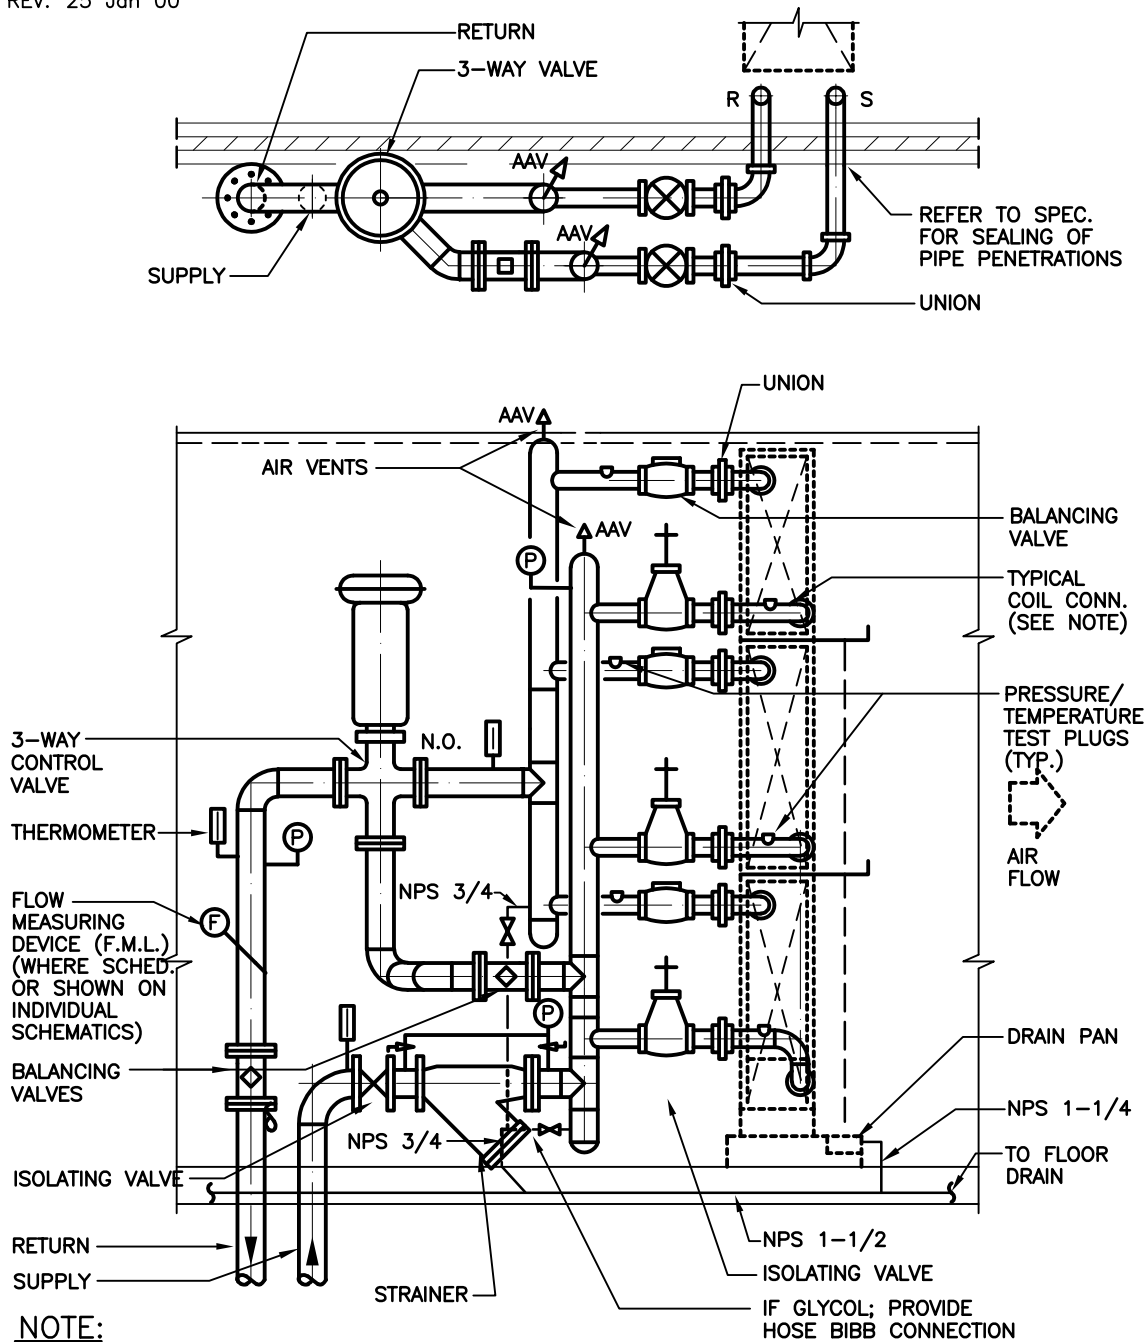 REV. 25 Jan 00
RETURN
3-WAY VALVE
R
S
AAV
AAV
SUPPLY
REFER TO SPEC.
FOR SEALING OF
PIPE PENETRATIONS
UNION
UNION
AAV
AIR VENTS
AAV
BALANCING
VALVE
P
TYPICAL
COIL CONN.
(SEE NOTE)
PRESSURE/
TEMPERATURE
TEST PLUGS
(TYP.)
3-WAY
CONTROL
VALVE
N.O.
THERMOMETER
P
AIR
FLOW
NPS 3/4
FLOW
MEASURING
DEVICE (F.M.L.)
(WHERE SCHED.
OR SHOWN ON
INDIVIDUAL
SCHEMATICS)
F
P
DRAIN PAN
BALANCING
VALVES
NPS 1-1/4
NPS 3/4
TO FLOOR
DRAIN
ISOLATING VALVE
RETURN
NPS 1-1/2
SUPPLY
ISOLATING VALVE
STRAINER
IF GLYCOL; PROVIDE
HOSE BIBB CONNECTION
NOTE: